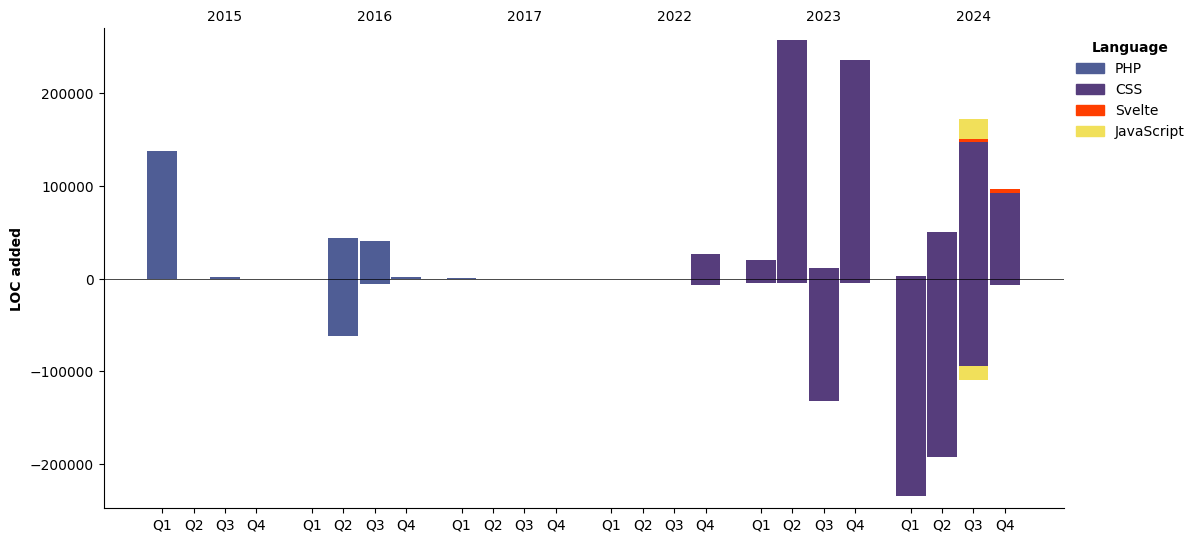 2015 2016 2017 2022 2023 2024
Language
PHP
CSS
Svelte
JavaScript
LOC added
200000
100000
0
−100000
−200000
Q1 Q2 Q3 Q4 Q1 Q2 Q3 Q4 Q1 Q2 Q3 Q4 Q1 Q2 Q3 Q4 Q1 Q2 Q3 Q4 Q1 Q2 Q3 Q4